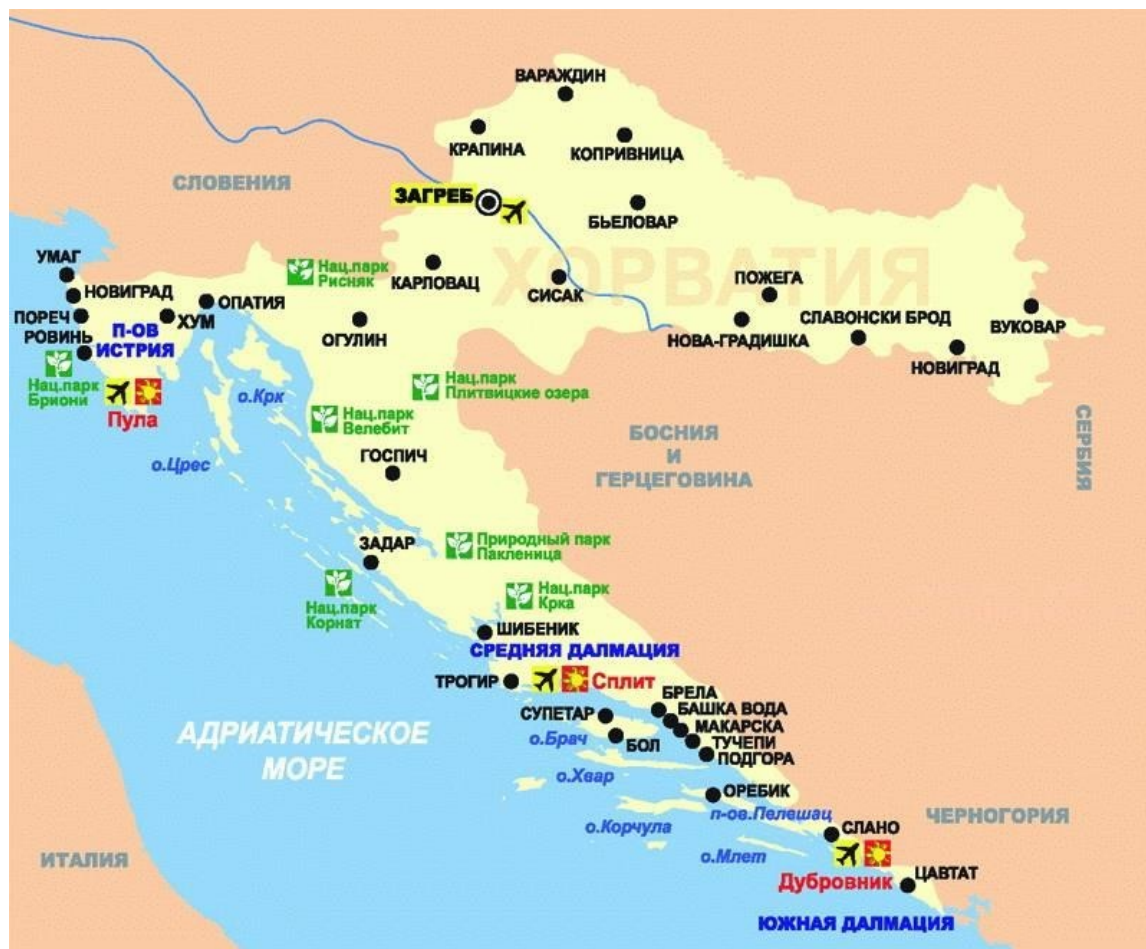 ВАРАЖДИН
КРАПИНА
КОПРИВНИЦА
СЛОВЕНИЯ
ЗАГРЕБ
БЬЕЛОВАР
ХОРВАТИЯ
УМАГ
Нац.парк
Рисняк
КАРЛОВАЦ
СИСАК
ПОЖЕГА
НОВИГРАД
ОПАТИЯ
ПОРЕЧ
ХУМ
СЛАВОНСКИ БРОД
ВУКОВАР
РОВИНЬ
П-ОВ
ИСТРИЯ
ОГУЛИН
НОВА-ГРАДИШКА
НОВИГРАД
Нац.парк
Бриони
Нац.парк
Плитвицкие озера
о.Крк
Пула
Нац.парк
Велебит
БОСНИЯ
И
ГЕРЦЕГОВИНА
СЕРБИЯ
о.Црес
ГОСПИЧ
ЗАДАР
Природный парк
Пакленица
Нац.парк
Корнат
Нац.парк
Крка
ШИБЕНИК
СРЕДНЯЯ ДАЛМАЦИЯ
ТРОГИР
Сплит
БРЕЛА
БАШКА ВОДА
МАКАРСКА
ТУЧЕПИ
ПОДГОРА
СУПЕТАР
о.Брач
БОЛ
АДРИАТИЧЕСКОЕ
МОРЕ
о.Хвар
ОРЕБИК
п-ов.Пелешац
о.Корчула
СЛАНО
ЧЕРНОГОРИЯ
ИТАЛИЯ
о.Млет
Дубровник
ЦАВТАТ
ЮЖНАЯ ДАЛМАЦИЯ